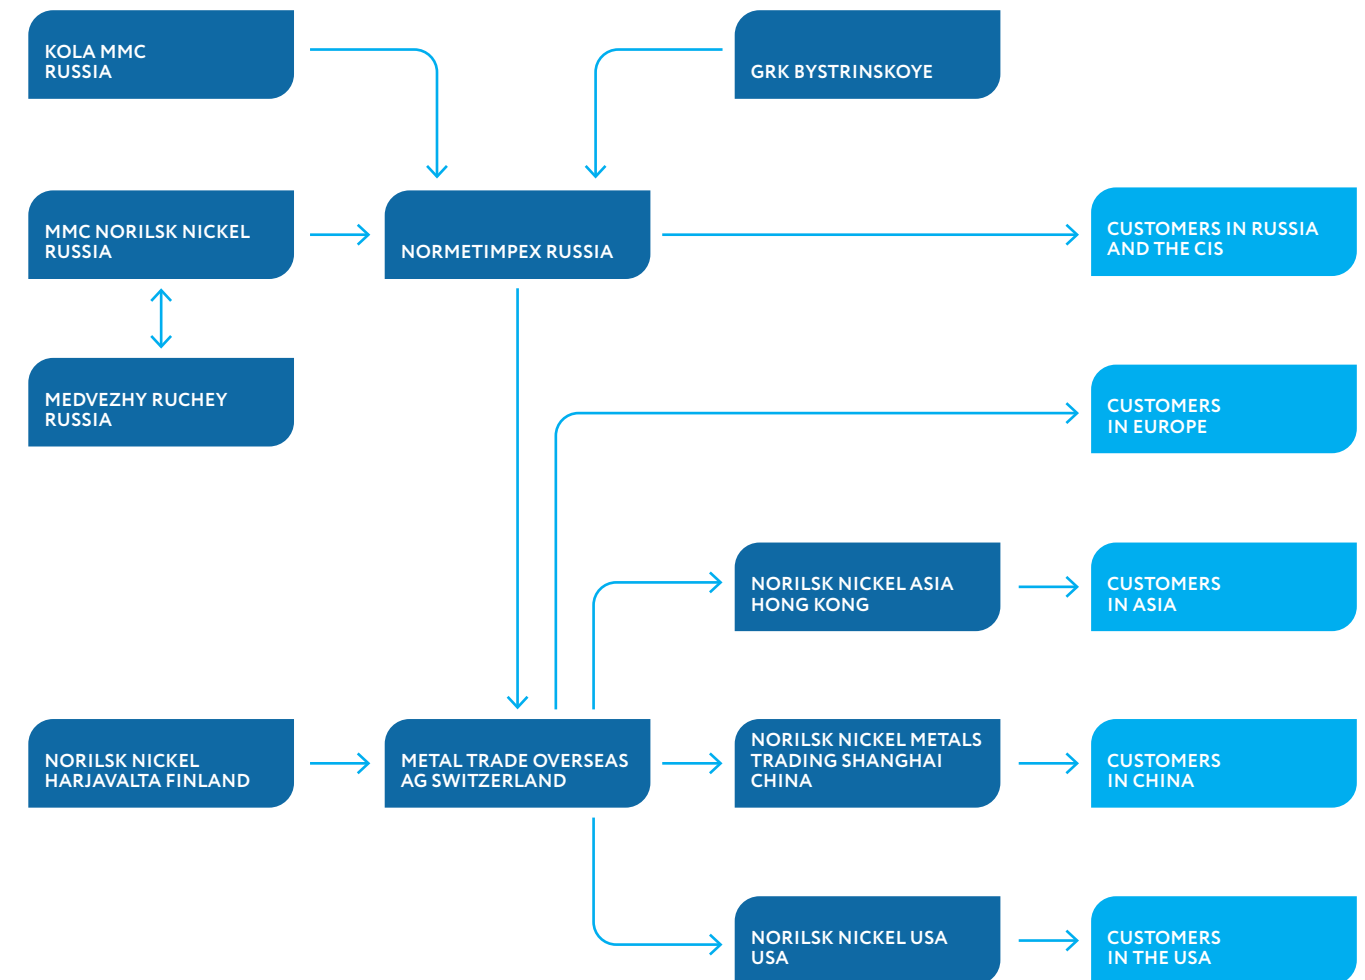 KOLA MMC
RUSSIA
GRK BYSTRINSKOYE
MMC NORILSK NICKEL
RUSSIA
NORMETIMPEX RUSSIA
CUSTOMERS IN RUSSIA
AND THE CIS
MEDVEZHY RUCHEY
RUSSIA
CUSTOMERS
IN EUROPE
NORILSK NICKEL ASIA
HONG KONG
CUSTOMERS
IN ASIA
NORILSK NICKEL
HARJAVALTA FINLAND
METAL TRADE OVERSEAS
AG SWITZERLAND
NORILSK NICKEL METALS
TRADING SHANGHAI
CHINA
CUSTOMERS
IN CHINA
NORILSK NICKEL USA
USA
CUSTOMERS
IN THE USA